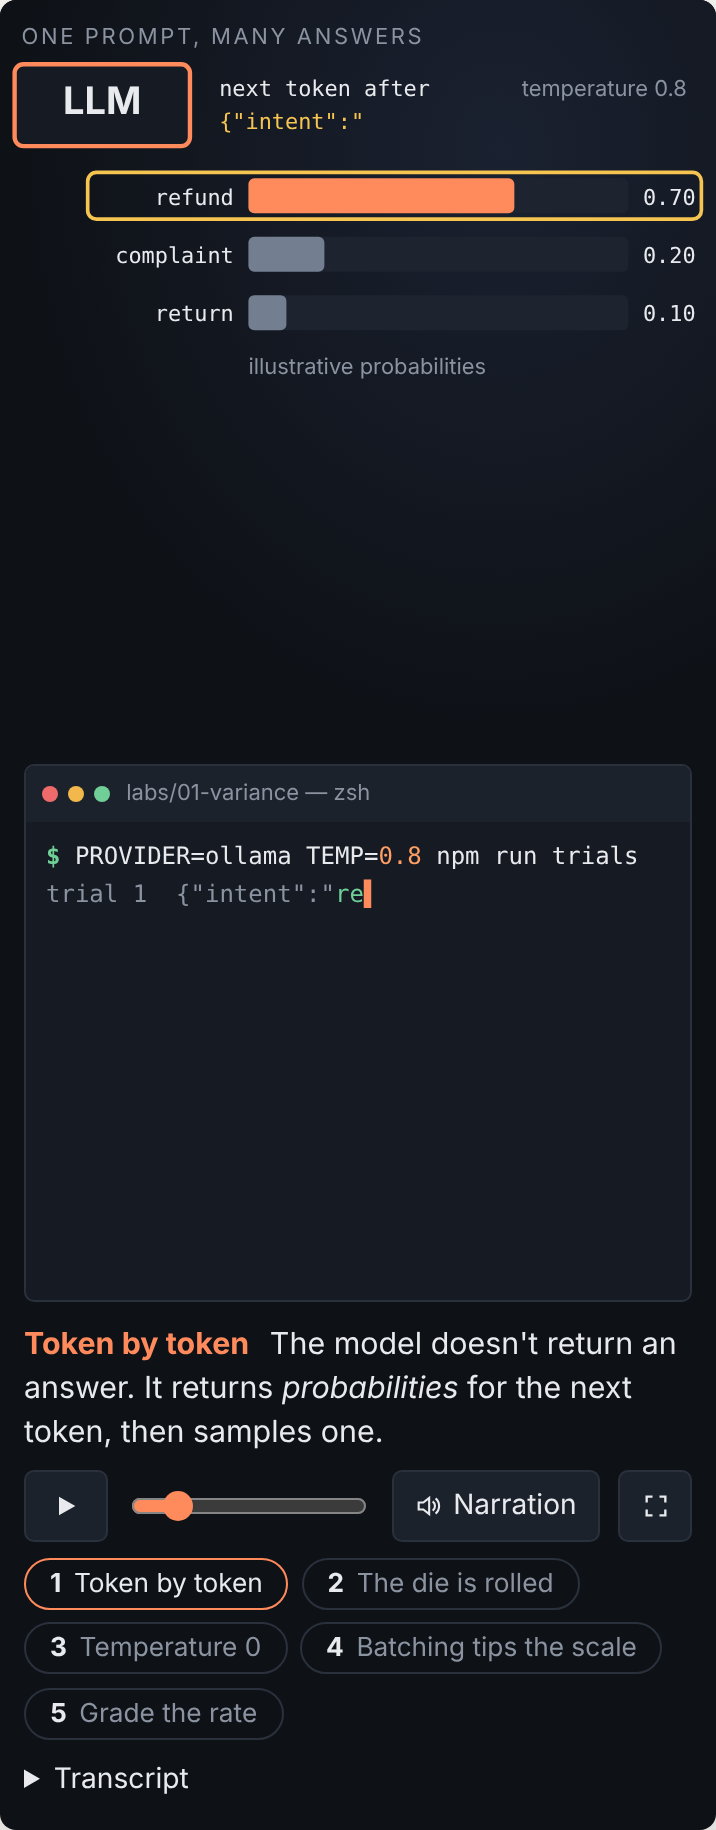 ONE PROMPT, MANY ANSWERS
LLM
next token after
temperature 0.8
{"intent":"
refund 0.70
complaint 0.20
return 0.10
illustrative probabilities
labs/01-variance — zsh
$ PROVIDER=ollama TEMP=0.8 npm run trials
trial 1 {"intent":"re
Token by token The model doesn't return an
answer. It returns probabilities for the next
token, then samples one.
Narration
1 Token by token
2 The die is rolled
3 Temperature 0
4 Batching tips the scale
5 Grade the rate
Transcript